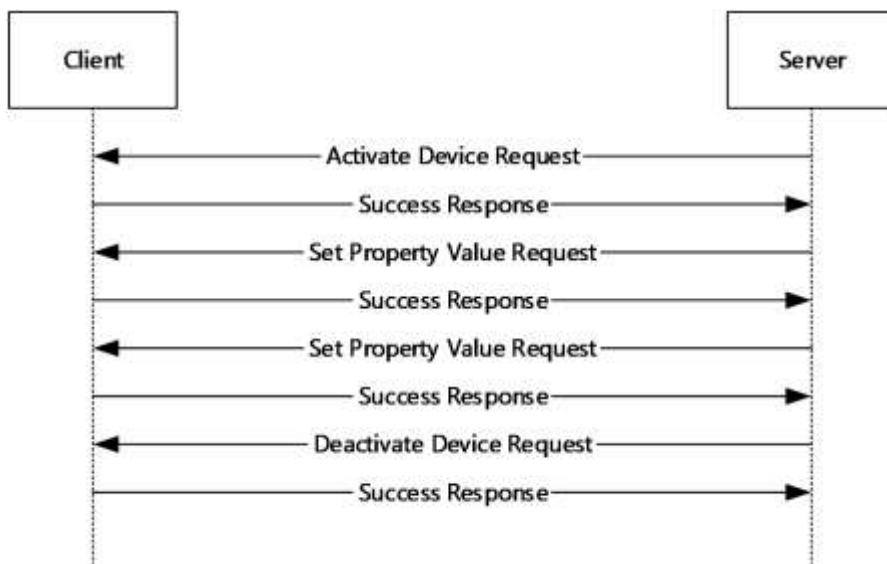 Client
Server
Activate Device Request
Success Response
Set Property Value Request
Success Response
Set Property Value Request
Success Response
Deactivate Device Request
Success Response